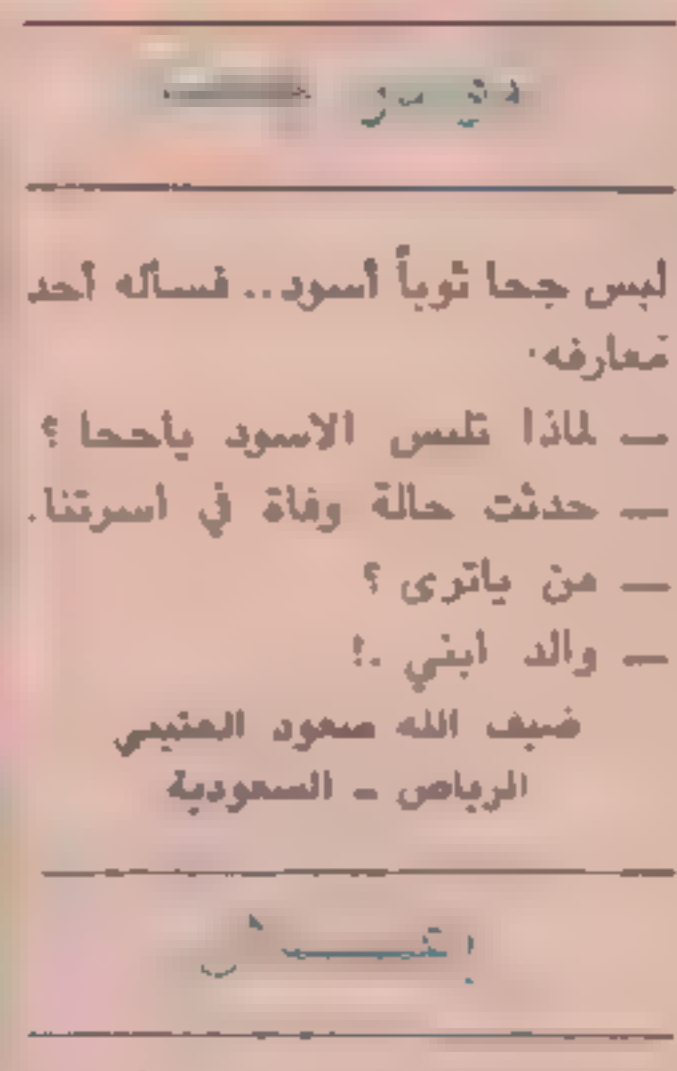 لبس جحا ثوباً أسود.. فسأله أحد
معارفه:
— لماذا تلبس الاسود ياجحا ؟
— حدثت حالة وفاة في اسرتنا.
— من ياترى ؟
— والد ابني .!
ضيف الله صعود العتيبي
الرياض - السعودية